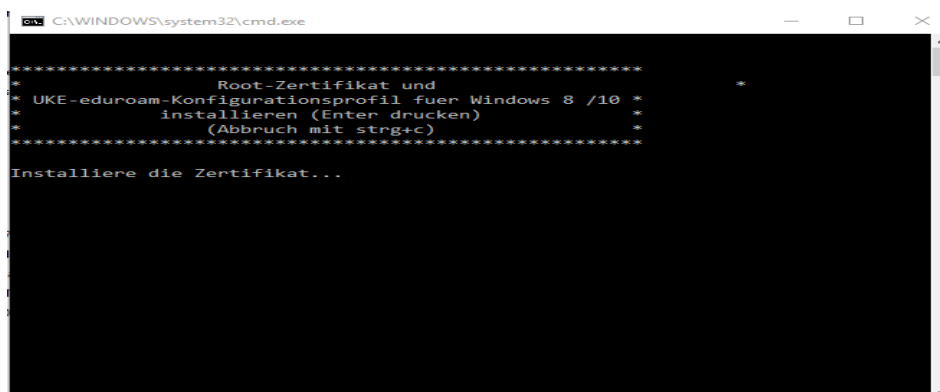 C:\WINDOWS\system32\cmd.exe
*******************************************************
* Root-Zertifikat und *
* UKE-eduroam-Konfigurationsprofil fuer Windows 8 /10 *
* installieren (Enter drucken) *
* (Abbruch mit strg+c) *
*******************************************************
Installiere die Zertifikat...